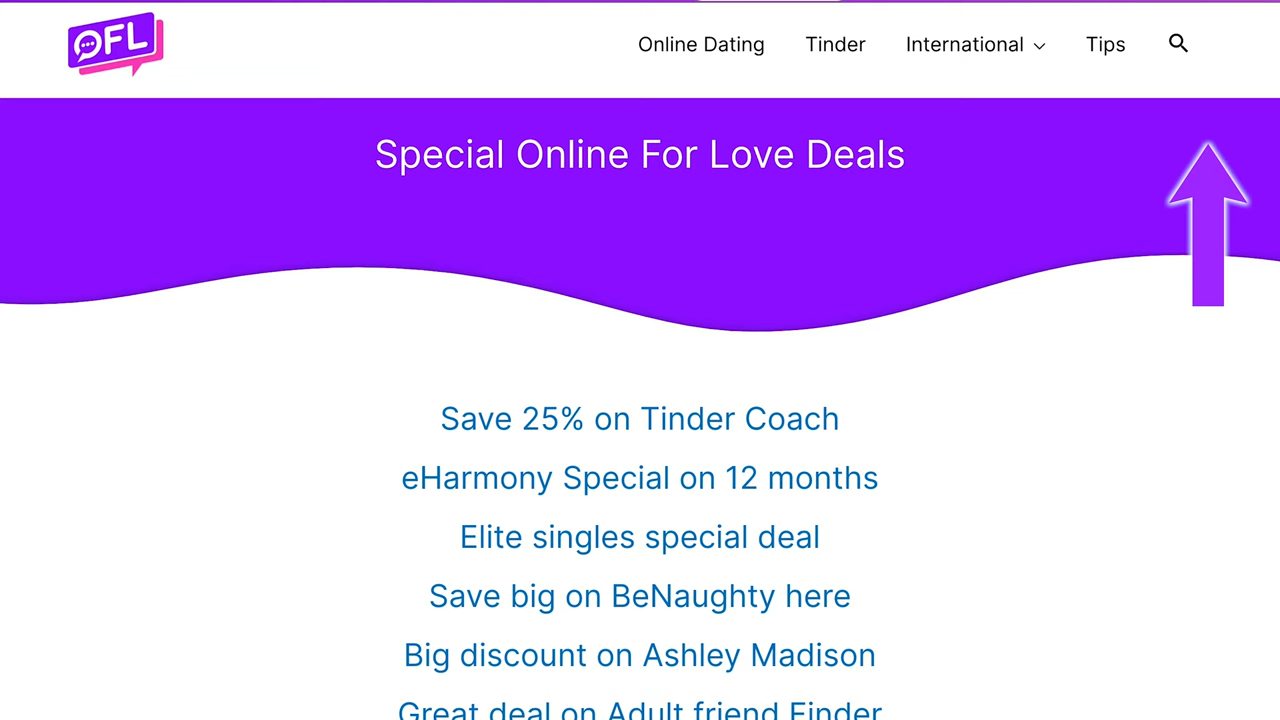 OFL
Online Dating Tinder International Tips
Special Online For Love Deals
Save 25% on Tinder Coach
eHarmony Special on 12 months
Elite singles special deal
Save big on BeNaughty here
Big discount on Ashley Madison
Great deal on Adult friend Finder